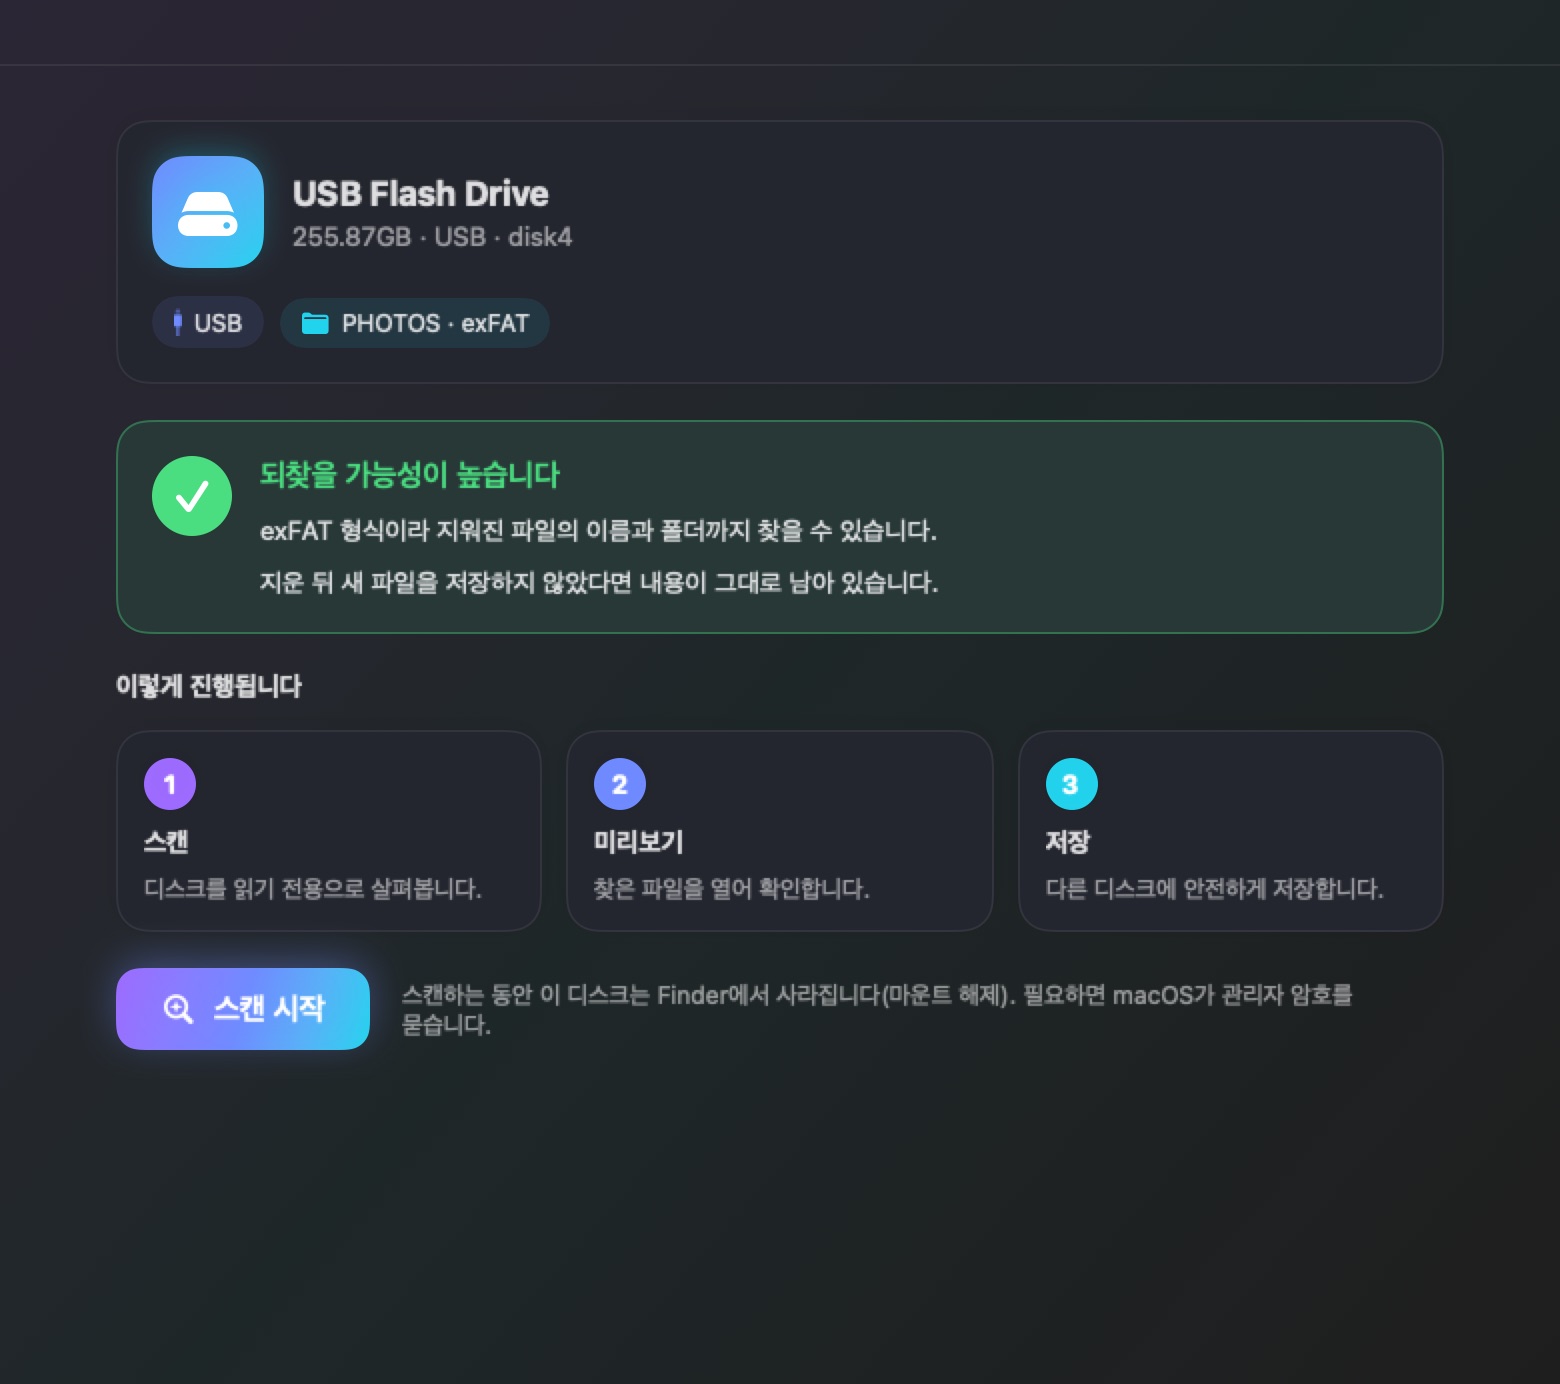 USB Flash Drive
255.87GB · USB · disk4
USB
PHOTOS · exFAT
되찾을 가능성이 높습니다
exFAT 형식이라 지워진 파일의 이름과 폴더까지 찾을 수 있습니다.
지운 뒤 새 파일을 저장하지 않았다면 내용이 그대로 남아 있습니다.
이렇게 진행됩니다
1
스캔
디스크를 읽기 전용으로 살펴봅니다.
2
미리보기
찾은 파일을 열어 확인합니다.
3
저장
다른 디스크에 안전하게 저장합니다.
스캔 시작
스캔하는 동안 이 디스크는 Finder에서 사라집니다(마운트 해제). 필요하면 macOS가 관리자 암호를
묻습니다.